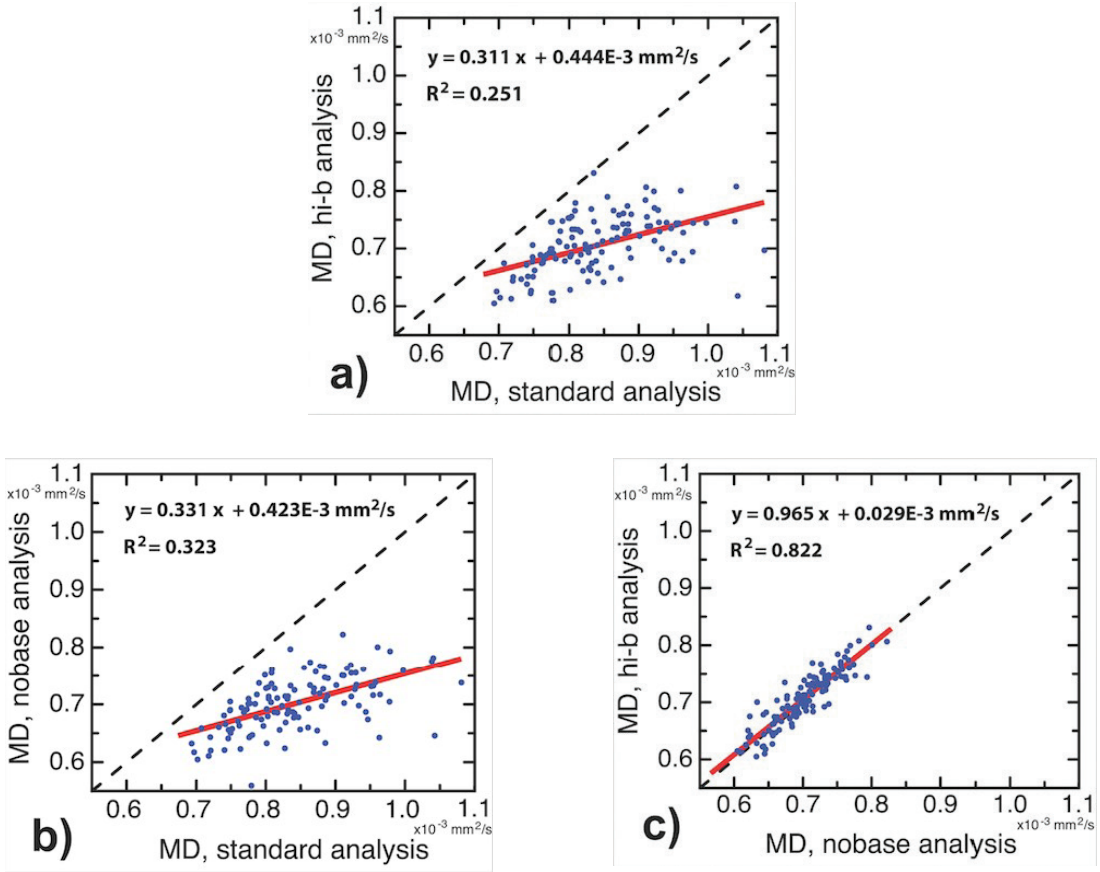 1.1
x10⁻³ mm²/s
y = 0.311 x + 0.444E-3 mm²/s
1.0
R² = 0.251
0.9
0.8
0.7
0.6
MD, hi-b analysis
0.6 0.7 0.8 0.9 1.0 1.1
x10⁻³ mm²/s
a)
MD, standard analysis
1.1
x10⁻³ mm²/s
y = 0.331 x + 0.423E-3 mm²/s
1.0
R² = 0.323
0.9
0.8
0.7
0.6
MD, nobase analysis
0.6 0.7 0.8 0.9 1.0 1.1
x10⁻³ mm²/s
b)
MD, standard analysis
1.1
x10⁻³ mm²/s
y = 0.965 x + 0.029E-3 mm²/s
1.0
R² = 0.822
0.9
0.8
0.7
0.6
MD, hi-b analysis
0.6 0.7 0.8 0.9 1.0 1.1
x10⁻³ mm²/s
c)
MD, nobase analysis